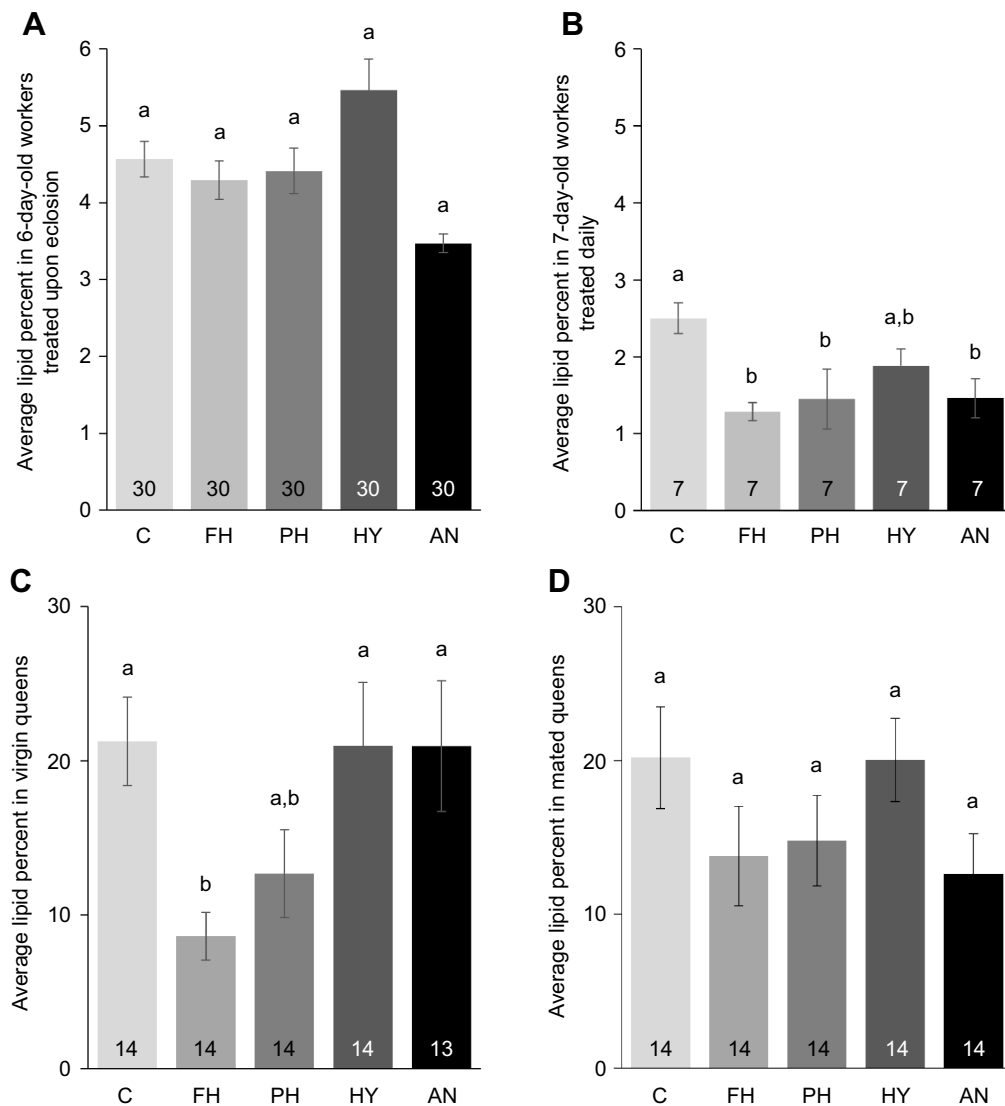 A
Average lipid percent in 6-day-old workers
treated upon eclosion
6
5
4
3
2
1
0
a
a
a
a
a
30
30
30
30
30
C
FH
PH
HY
AN
B
Average lipid percent in 7-day-old workers
treated daily
6
5
4
3
2
1
0
a
b
b
a,b
b
7
7
7
7
7
C
FH
PH
HY
AN
C
Average lipid percent in virgin queens
30
20
10
0
a
b
a,b
a
a
14
14
14
14
13
C
FH
PH
HY
AN
D
Average lipid percent in mated queens
30
20
10
0
a
a
a
a
a
14
14
14
14
14
C
FH
PH
HY
AN